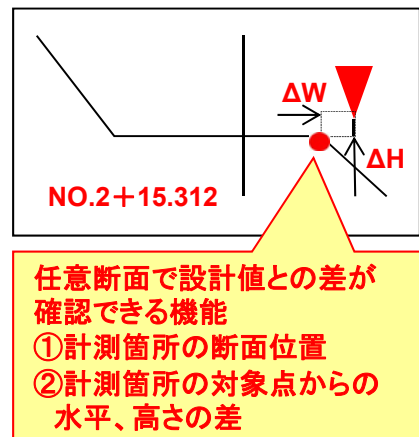 ΔW
ΔH
NO.2＋15.312
任意断面で設計値との差が
確認できる機能
①計測箇所の断面位置
②計測箇所の対象点からの
水平、高さの差